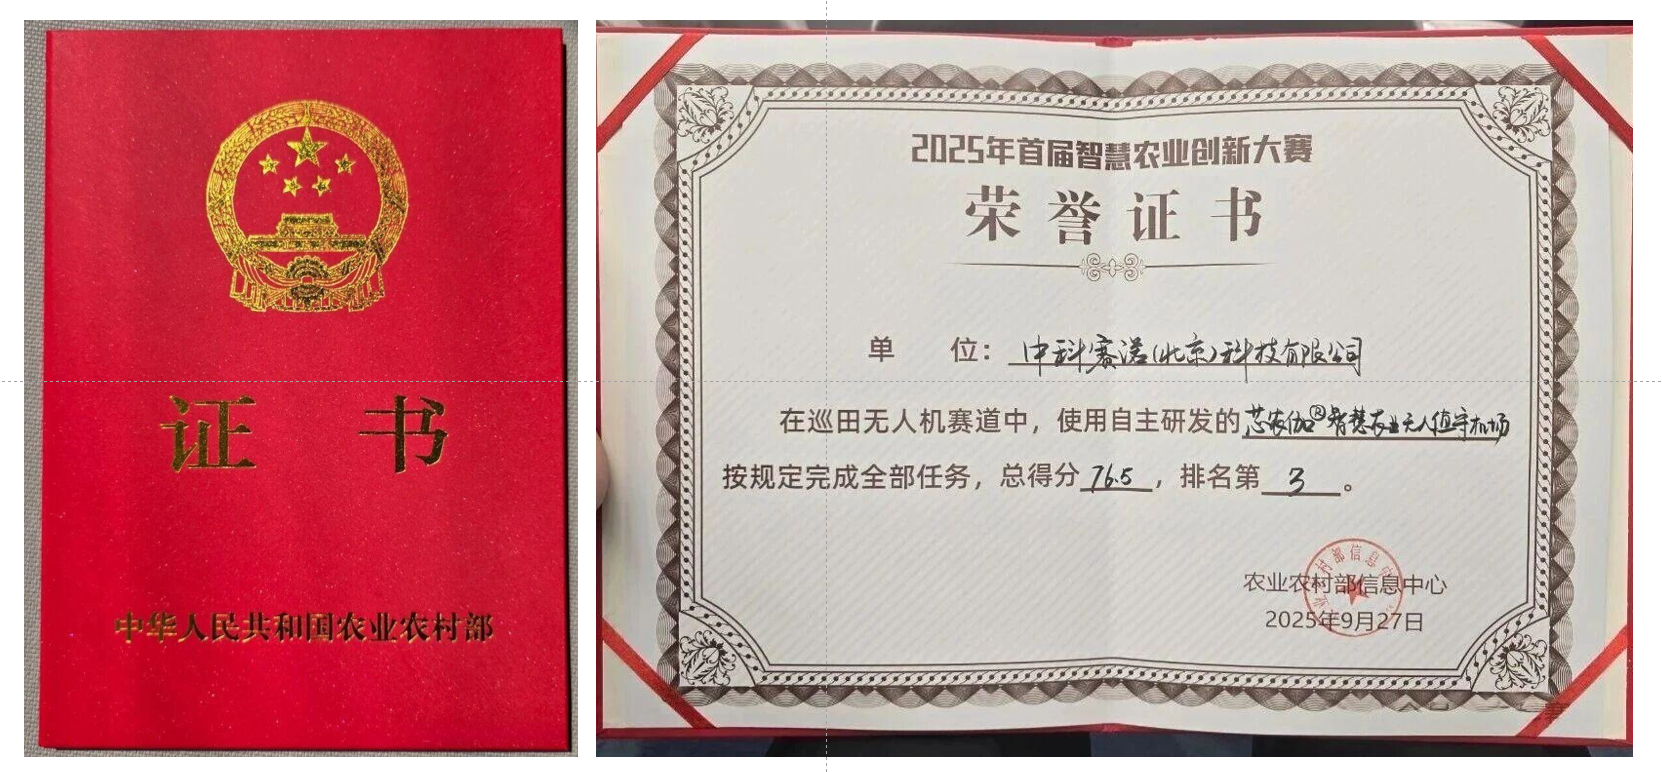 证 书
中华人民共和国农业农村部
2025年首届智慧农业创新大赛
荣誉证书
单 位：中科赛诺(北京)科技有限公司
在巡田无人机赛道中，使用自主研发的芯农伽®智慧农业无人值守机场
按规定完成全部任务，总得分76.5，排名第3。
农业农村部信息中心
2025年9月27日